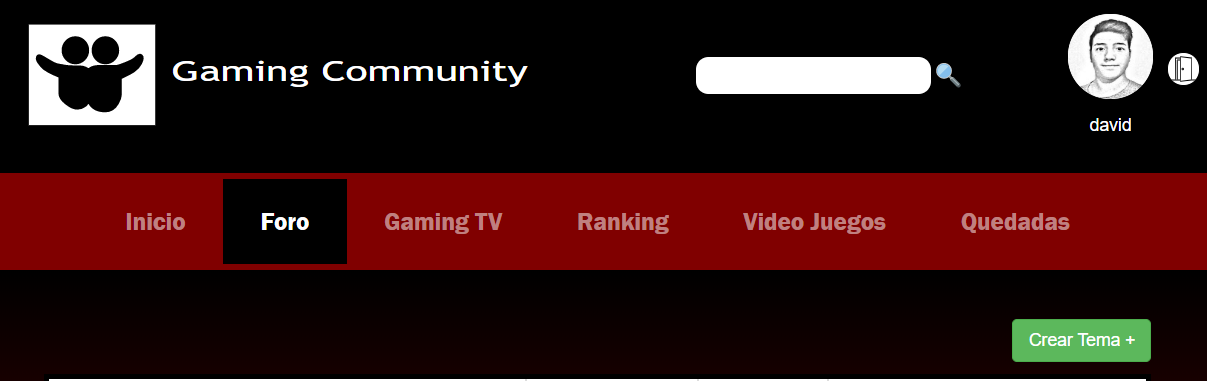 Gaming Community
david
Inicio Foro Gaming TV Ranking Video Juegos Quedadas
Crear Tema +